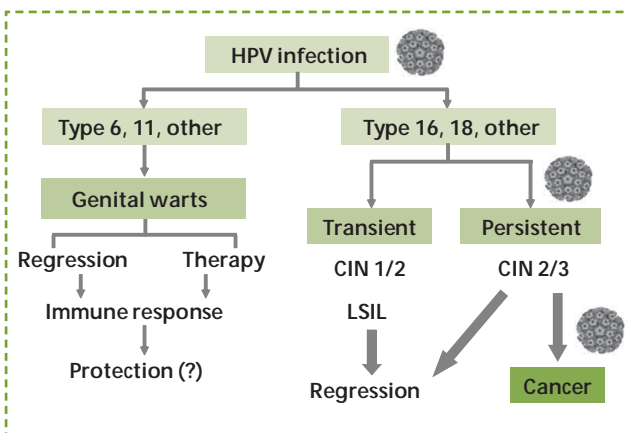 HPV infection
Type 6, 11, other
Type 16, 18, other
Genital warts
Transient
Persistent
Regression
Therapy
CIN 1/2
CIN 2/3
Immune response
LSIL
Protection (?)
Regression
Cancer